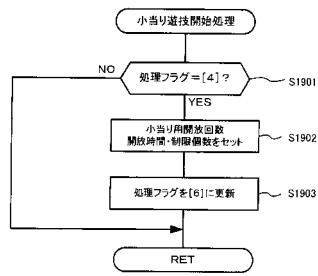 小当り遊技開始処理
NO
処理フラグ=[4]?
S1901
YES
小当り用開放回数
開放時間・制限個数をセット
S1902
処理フラグを[6]に更新
S1903
RET